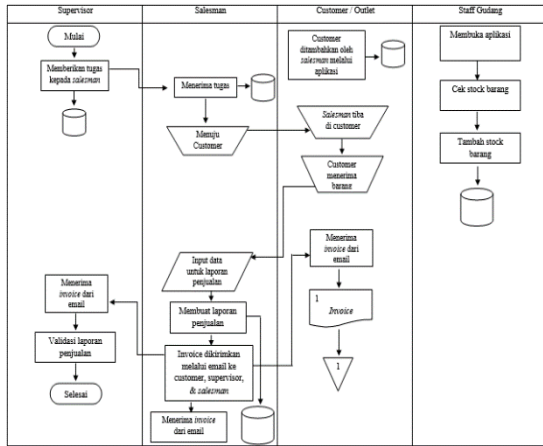 Supervisor
Salesman
Customer / Outlet
Staff Gudang
Mulai
Memberikan tugas
kepada salesman
Menerima tugas
Menuju
Customer
Customer
ditambahkan oleh
salesman melalui
aplikasi
Salesman tiba
di customer
Customer
menerima
barang
Membuka aplikasi
Cek stock barang
Tambah stock
barang
Input data
untuk laporan
penjualan
Membuat laporan
penjualan
Invoice dikirimkan
melalui email ke
customer, supervisor,
& salesman
Menerima invoice
dari email
Menerima
invoice dari
email
1
Invoice
1
Menerima
invoice dari
email
Validasi laporan
penjualan
Selesai